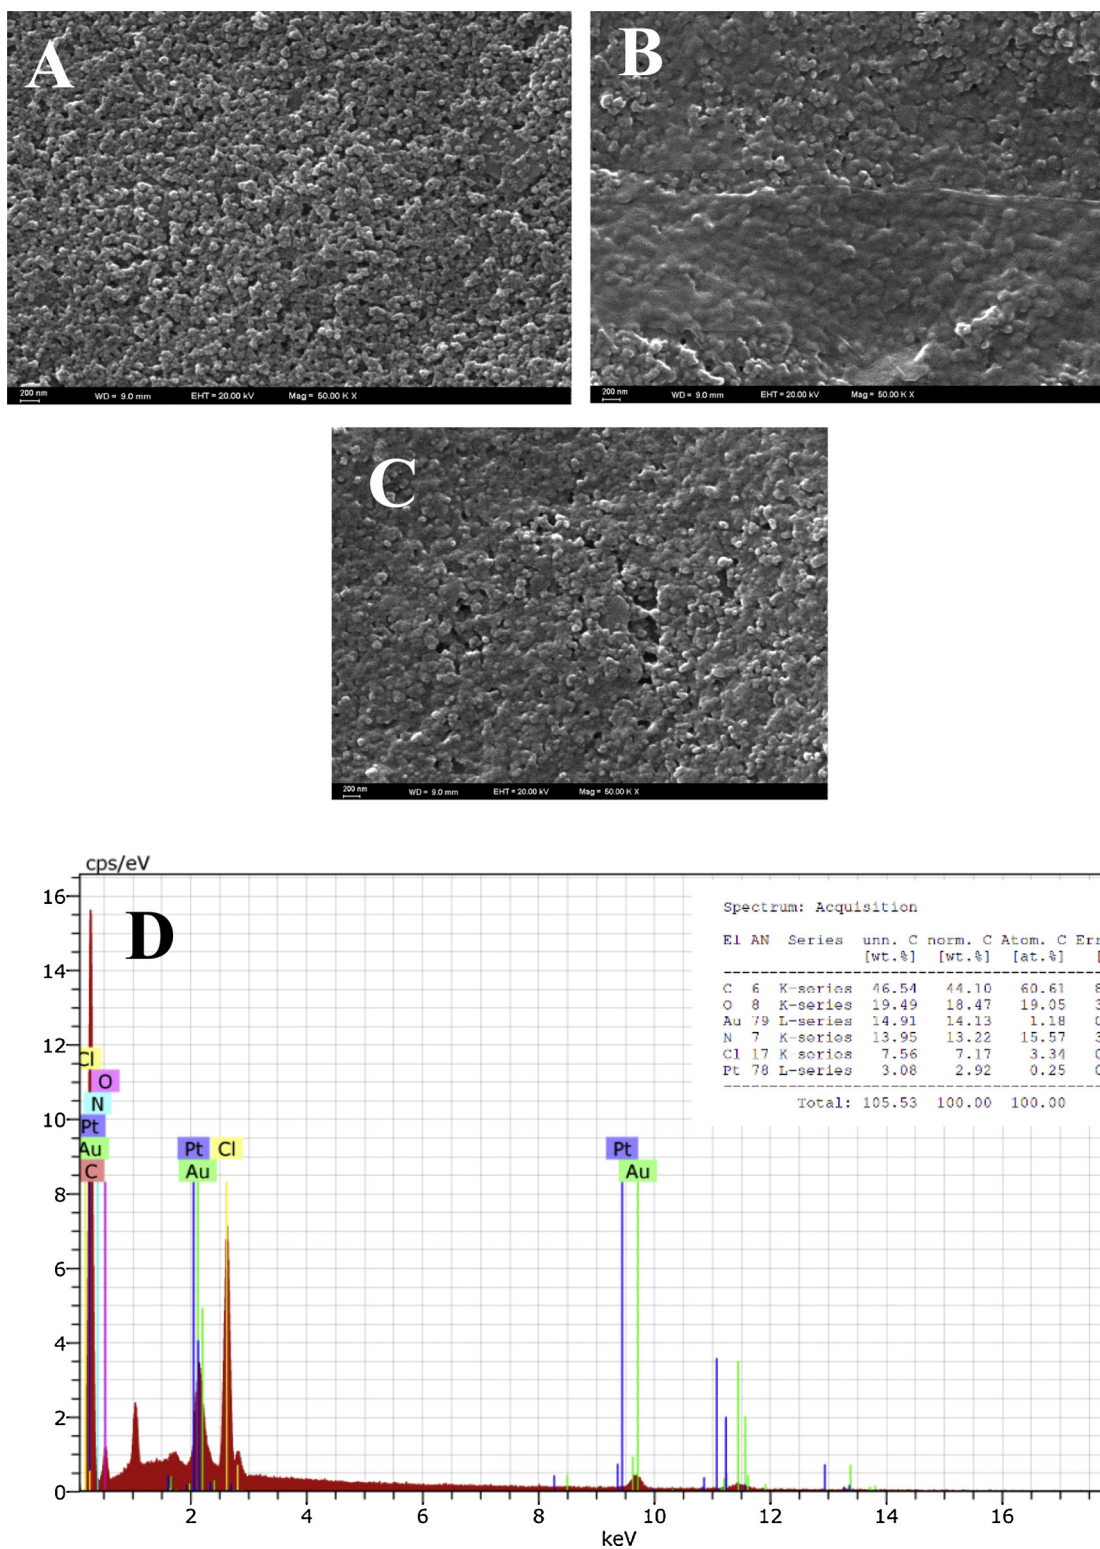 A
B
200 nm WD = 9.0 mm EHT = 20.00 kV Mag = 50.00 K X
200 nm WD = 9.0 mm EHT = 20.00 kV Mag = 50.00 K X
C
200 nm WD = 9.0 mm EHT = 20.00 kV Mag = 50.00 K X
cps/eV
D
16
14
12
10
8
6
4
2
0
Spectrum: Acquisition
El AN Series unn. C norm. C Atom. C Err
[wt.%] [wt.%] [at.%] [
C 6 K-series 46.54 44.10 60.61 8
O 8 K-series 19.49 18.47 19.05 3
Au 79 L-series 14.91 14.13 1.18 0
N 7 K-series 13.95 13.22 15.57 3
Cl 17 K series 7.56 7.17 3.34 0
Pt 78 L-series 3.08 2.92 0.25 0
Total: 105.53 100.00 100.00
Cl
O
N
Pt
Au
C
Pt Cl
Au
Pt
Au
2 4 6 8 10 12 14 16
keV